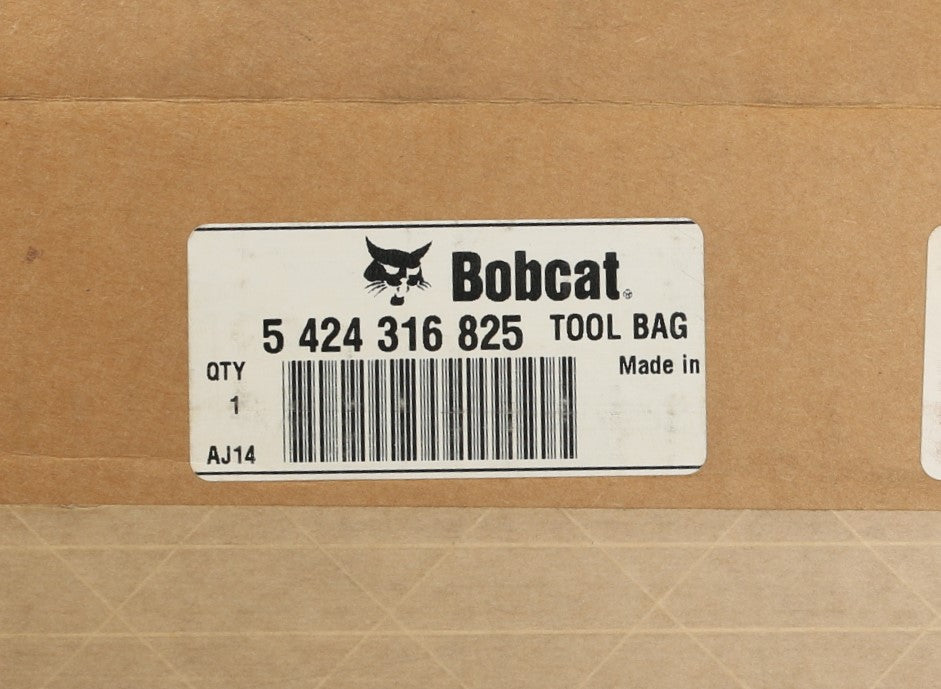 Bobcat
5 424 316 825 TOOL BAG
QTY Made in
1
AJ14